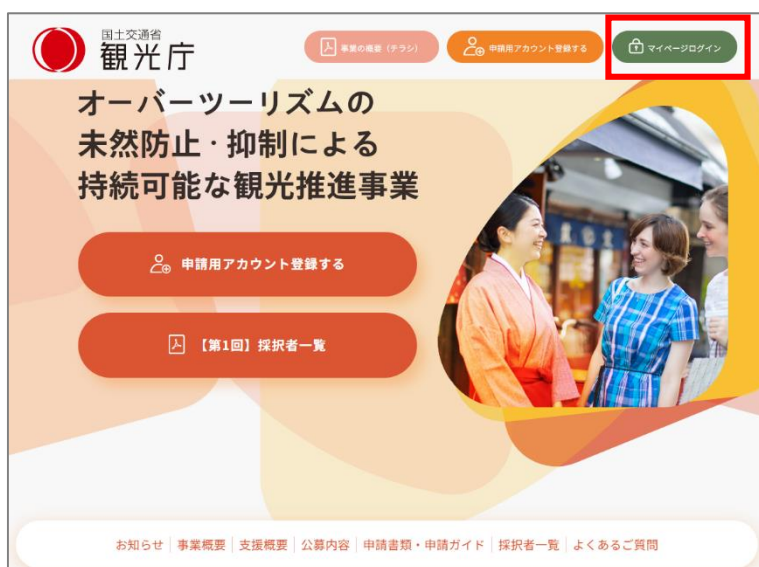 国土交通省
観光庁
事業の概要（チラシ）
申請用アカウント登録する
マイページログイン
オーバーツーリズムの
未然防止・抑制による
持続可能な観光推進事業
申請用アカウント登録する
【第1回】採択者一覧
お知らせ 事業概要 支援概要 公募内容 申請書類・申請ガイド 採択者一覧 よくあるご質問